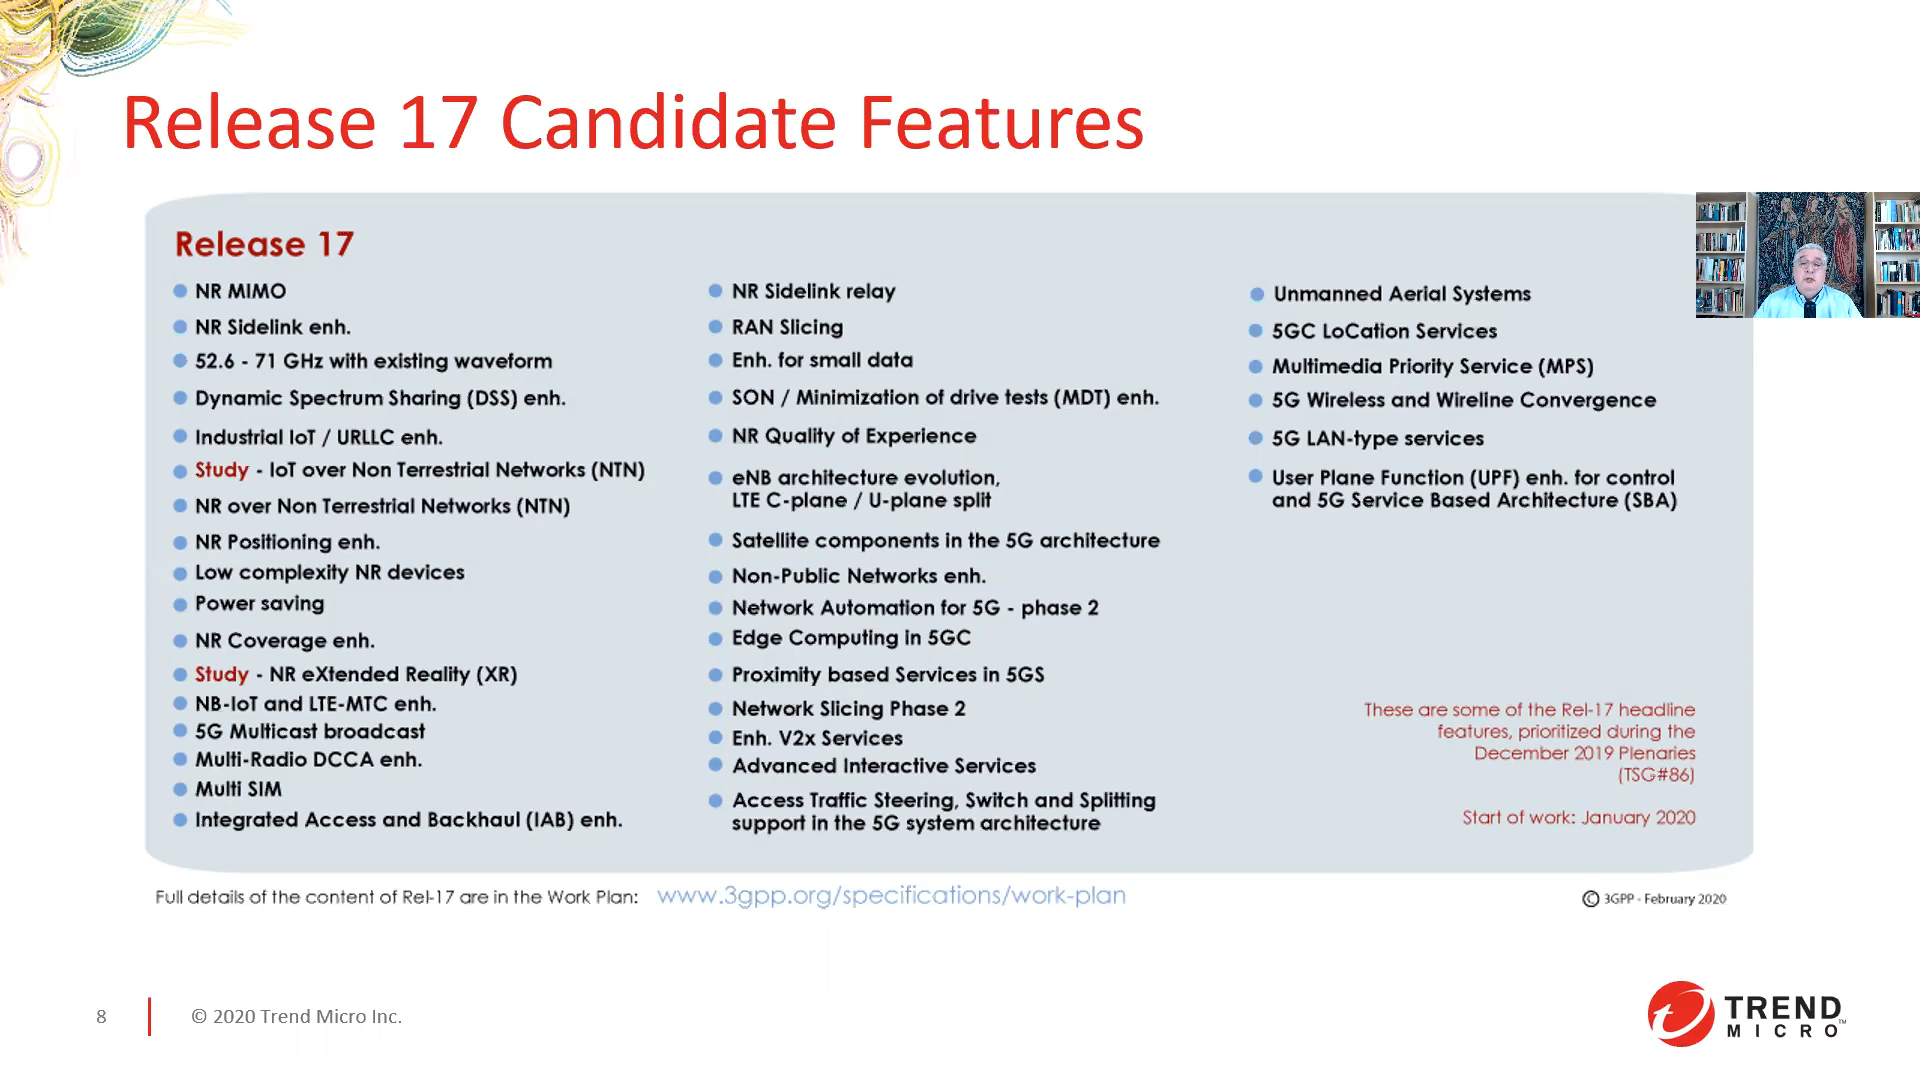 Release 17 Candidate Features
Release 17
NR MIMO
NR Sidelink enh.
52.6 - 71 GHz with existing waveform
Dynamic Spectrum Sharing (DSS) enh.
Industrial IoT / URLLC enh.
Study - IoT over Non Terrestrial Networks (NTN)
NR over Non Terrestrial Networks (NTN)
NR Positioning enh.
Low complexity NR devices
Power saving
NR Coverage enh.
Study - NR eXtended Reality (XR)
NB-IoT and LTE-MTC enh.
5G Multicast broadcast
Multi-Radio DCCA enh.
Multi SIM
Integrated Access and Backhaul (IAB) enh.
NR Sidelink relay
RAN Slicing
Enh. for small data
SON / Minimization of drive tests (MDT) enh.
NR Quality of Experience
eNB architecture evolution,
LTE C-plane / U-plane split
Satellite components in the 5G architecture
Non-Public Networks enh.
Network Automation for 5G - phase 2
Edge Computing in 5GC
Proximity based Services in 5GS
Network Slicing Phase 2
Enh. V2x Services
Advanced Interactive Services
Access Traffic Steering, Switch and Splitting
support in the 5G system architecture
Unmanned Aerial Systems
5GC LoCation Services
Multimedia Priority Service (MPS)
5G Wireless and Wireline Convergence
5G LAN-type services
User Plane Function (UPF) enh. for control
and 5G Service Based Architecture (SBA)
These are some of the Rel-17 headline
features, prioritized during the
December 2019 Plenaries
(TSG#86)
Start of work: January 2020
Full details of the content of Rel-17 are in the Work Plan: www.3gpp.org/specifications/work-plan
© 3GPP - February 2020
8
© 2020 Trend Micro Inc.
TREND
MICRO™